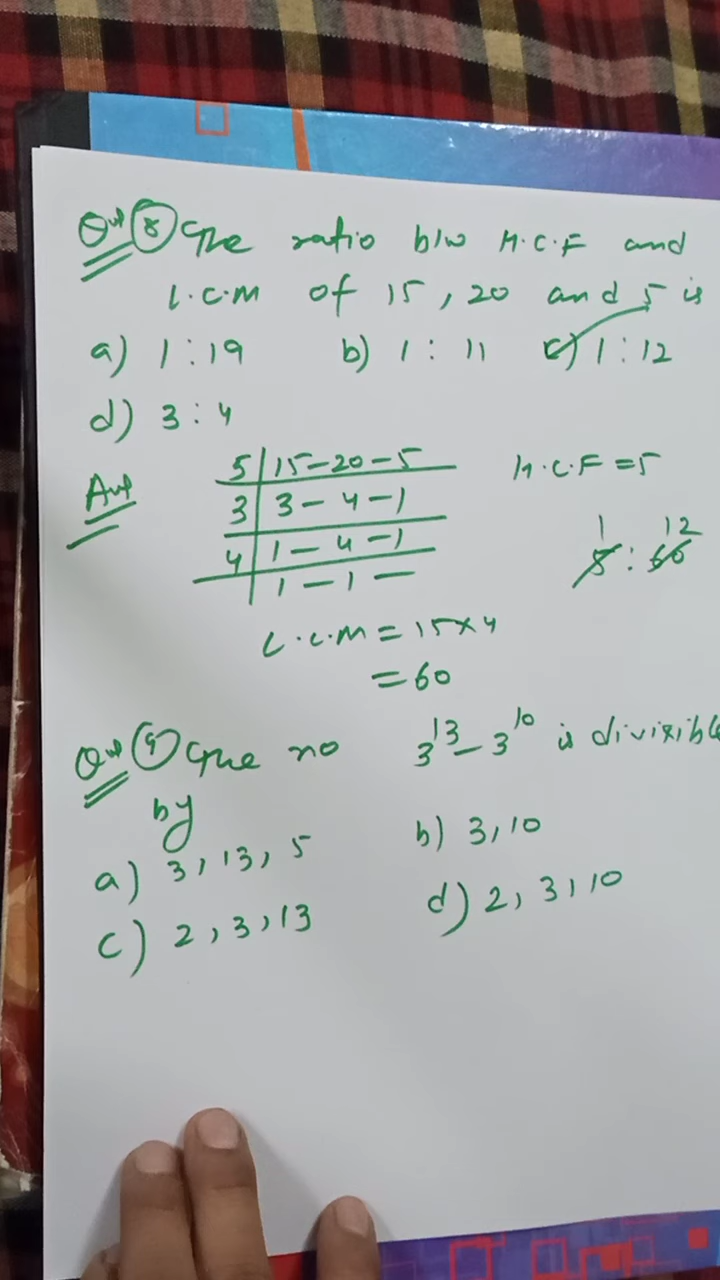 Qus 8 The ratio b/w H.C.F and
L.C.M of 15, 20 and 5 is
a) 1:19 b) 1: 11 c) 1:12
d) 3:4
Ans
5 15-20-5 H.C.F =5
3 3-4-1
4 1-4-1 1 12
1-1- 5: 60
L.C.M = 15x4
=60
Qus 9 The no 3^13 - 3^10 is divisible
by
a) 3, 13, 5 b) 3,10
c) 2,3,13 d) 2, 3,10